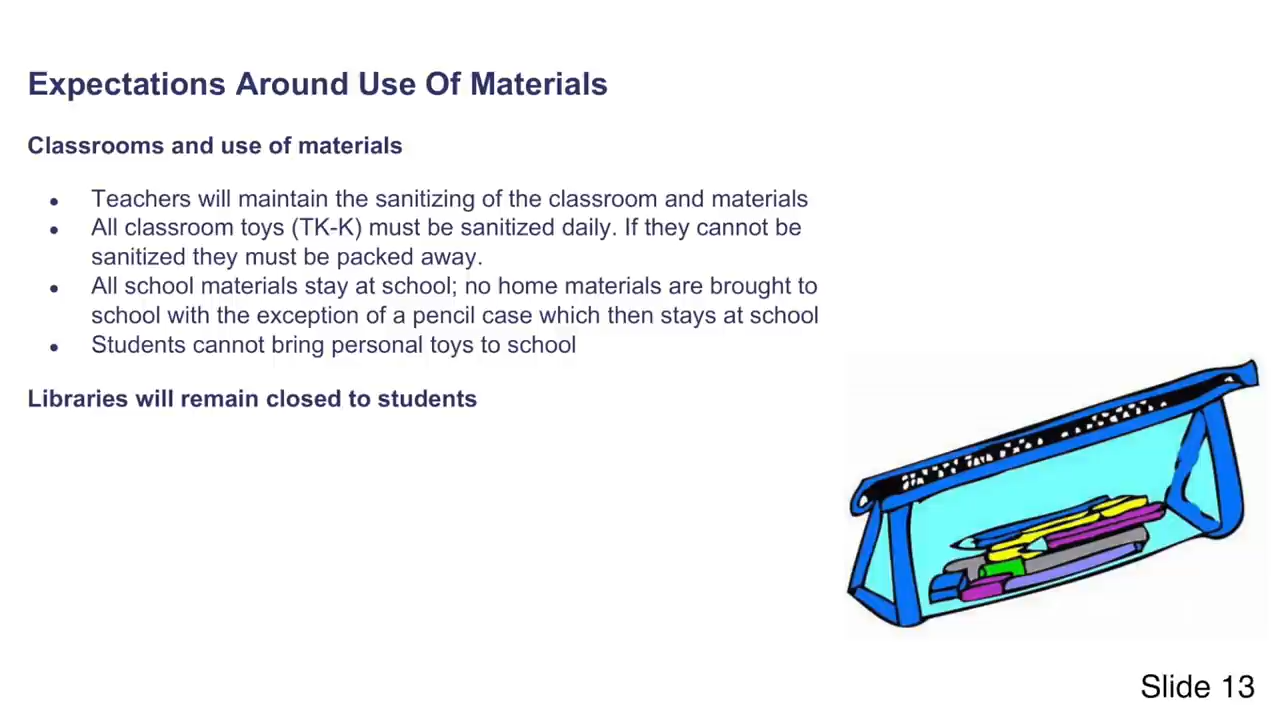 Expectations Around Use Of Materials
Classrooms and use of materials
● Teachers will maintain the sanitizing of the classroom and materials
● All classroom toys (TK-K) must be sanitized daily. If they cannot be
sanitized they must be packed away.
● All school materials stay at school; no home materials are brought to
school with the exception of a pencil case which then stays at school
● Students cannot bring personal toys to school
Libraries will remain closed to students
Slide 13